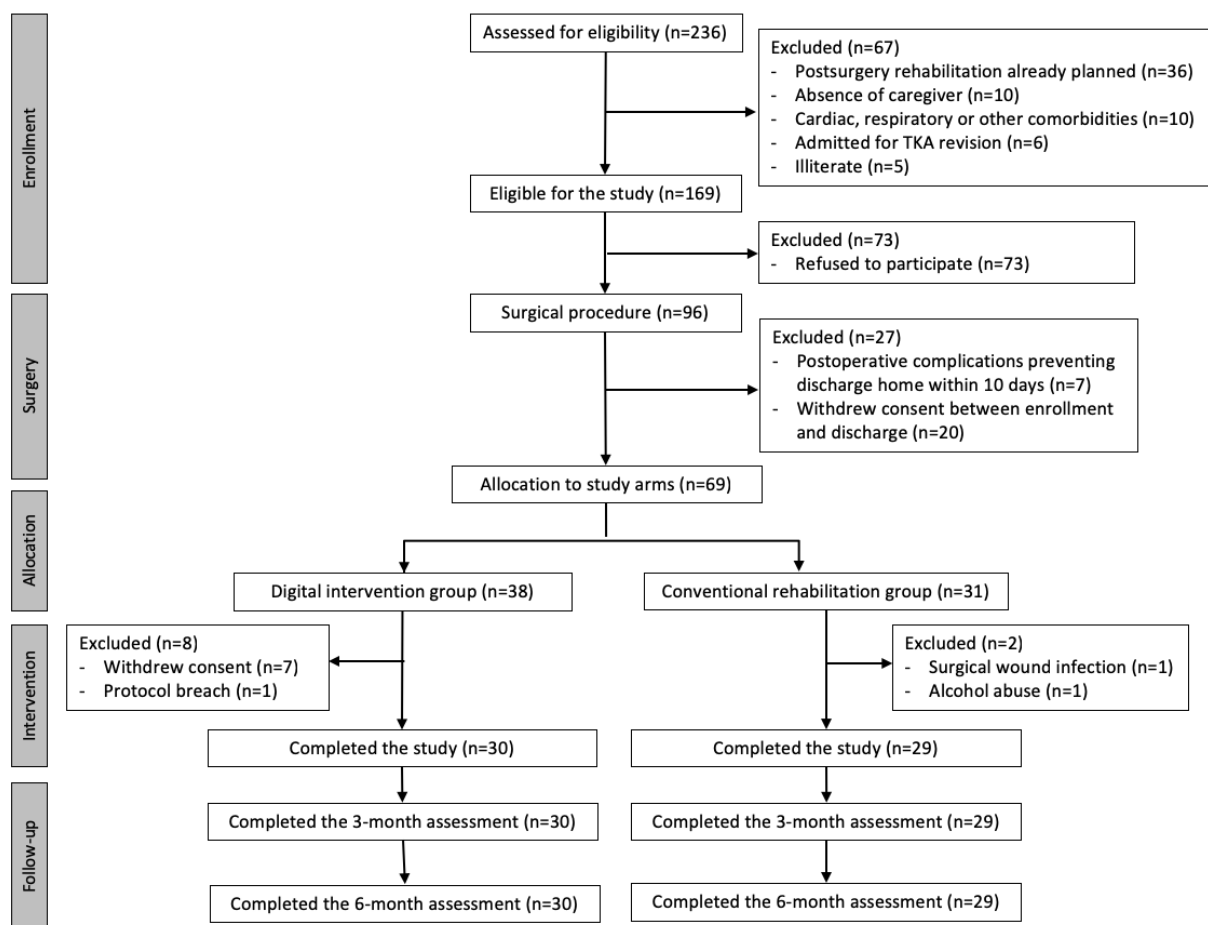 Enrollment
Assessed for eligibility (n=236)
Excluded (n=67)
- Postsurgery rehabilitation already planned (n=36)
- Absence of caregiver (n=10)
- Cardiac, respiratory or other comorbidities (n=10)
- Admitted for TKA revision (n=6)
- Illiterate (n=5)
Eligible for the study (n=169)
Excluded (n=73)
- Refused to participate (n=73)
Surgery
Surgical procedure (n=96)
Excluded (n=27)
- Postoperative complications preventing
discharge home within 10 days (n=7)
- Withdrew consent between enrollment
and discharge (n=20)
Allocation to study arms (n=69)
Allocation
Digital intervention group (n=38)
Conventional rehabilitation group (n=31)
Intervention
Excluded (n=8)
- Withdrew consent (n=7)
- Protocol breach (n=1)
Excluded (n=2)
- Surgical wound infection (n=1)
- Alcohol abuse (n=1)
Completed the study (n=30)
Completed the study (n=29)
Follow-up
Completed the 3-month assessment (n=30)
Completed the 3-month assessment (n=29)
Completed the 6-month assessment (n=30)
Completed the 6-month assessment (n=29)